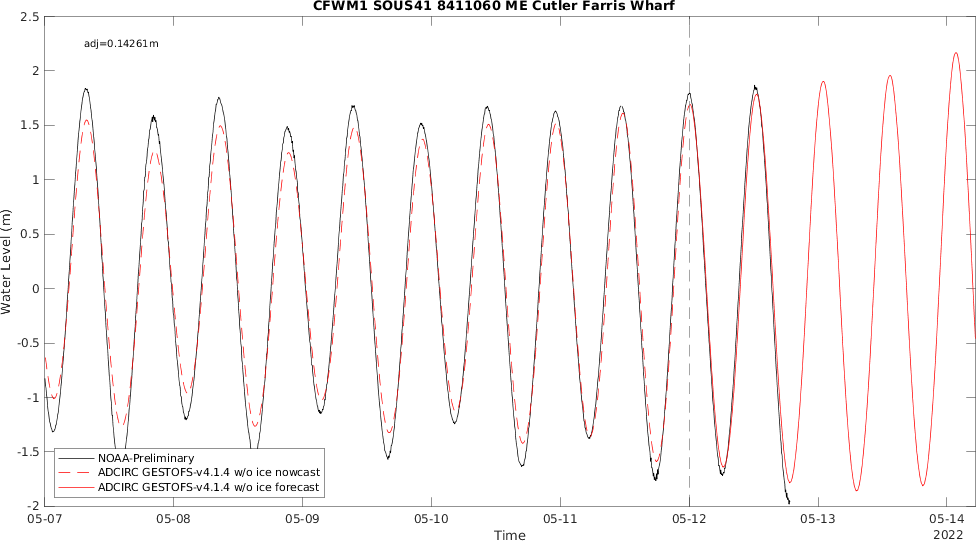 CFWM1 SOUS41 8411060 ME Cutler Farris Wharf
adj=0.14261m
2.5
2
1.5
1
0.5
0
-0.5
-1
-1.5
-2
Water Level (m)
NOAA-Preliminary
ADCIRC GESTOFS-v4.1.4 w/o ice nowcast
ADCIRC GESTOFS-v4.1.4 w/o ice forecast
05-07 05-08 05-09 05-10 05-11 05-12 05-13 05-14
2022
Time